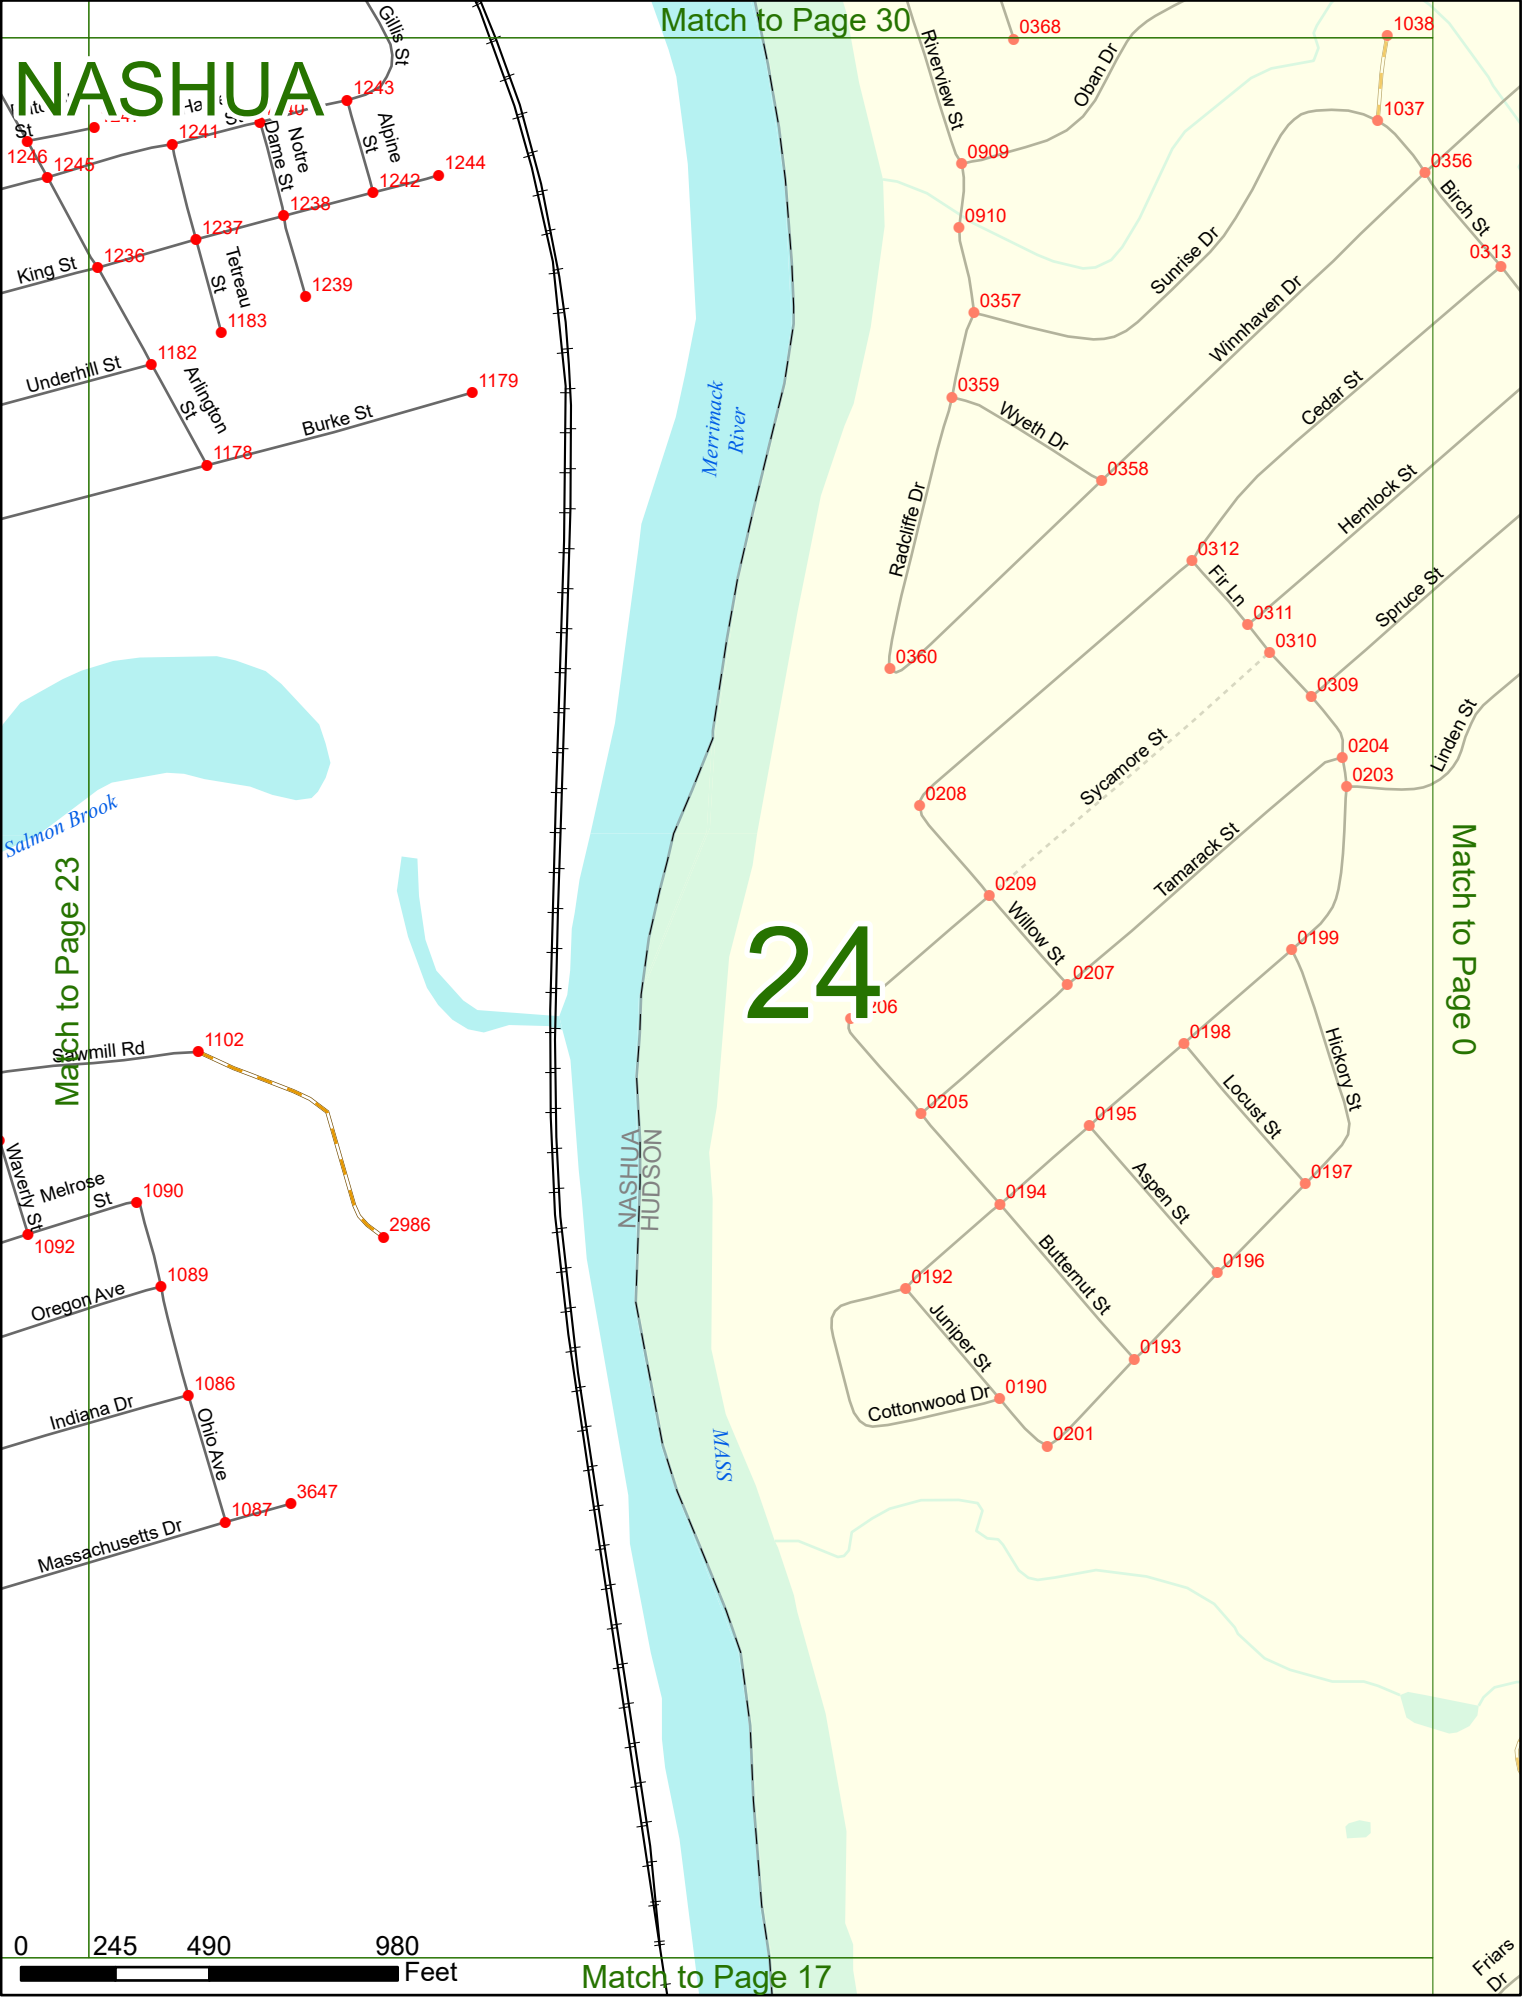 Match to Page 30
NASHUA
Gillis St
1243
1241
St
1246
1245
Dame St
Notre
Alpine
St
1244
1242
1238
1237
1236
King St
Tetreau
St
1239
1183
1182
Underhill St
Arlington
St
1179
Burke St
1178
Merrimack
River
Salmon Brook
Match to Page 23
1102
Sawmill Rd
Waverly St
Melrose
St
1090
1092
2986
1089
Oregon Ave
1086
Indiana Dr
Ohio Ave
3647
1087
Massachusetts Dr
NASHUA
HUDSON
MASS
24
0368
1038
Riverview St
Oban Dr
1037
0909
0356
Birch St
0910
0313
Sunrise Dr
0357
Winnhaven Dr
0359
Wyeth Dr
Cedar St
0358
Radcliffe Dr
Hemlock St
0312
Fir Ln
Spruce St
0311
0310
0360
0309
Linden St
0204
0203
Sycamore St
0208
Tamarack St
0209
Willow St
Match to Page 0
0199
0207
206
0198
Hickory St
Locust St
0205
0195
Aspen St
0197
0194
Butternut St
0196
0192
Juniper St
0193
0190
Cottonwood Dr
0201
Friars
Dr
0 245 490 980
Feet
Match to Page 17